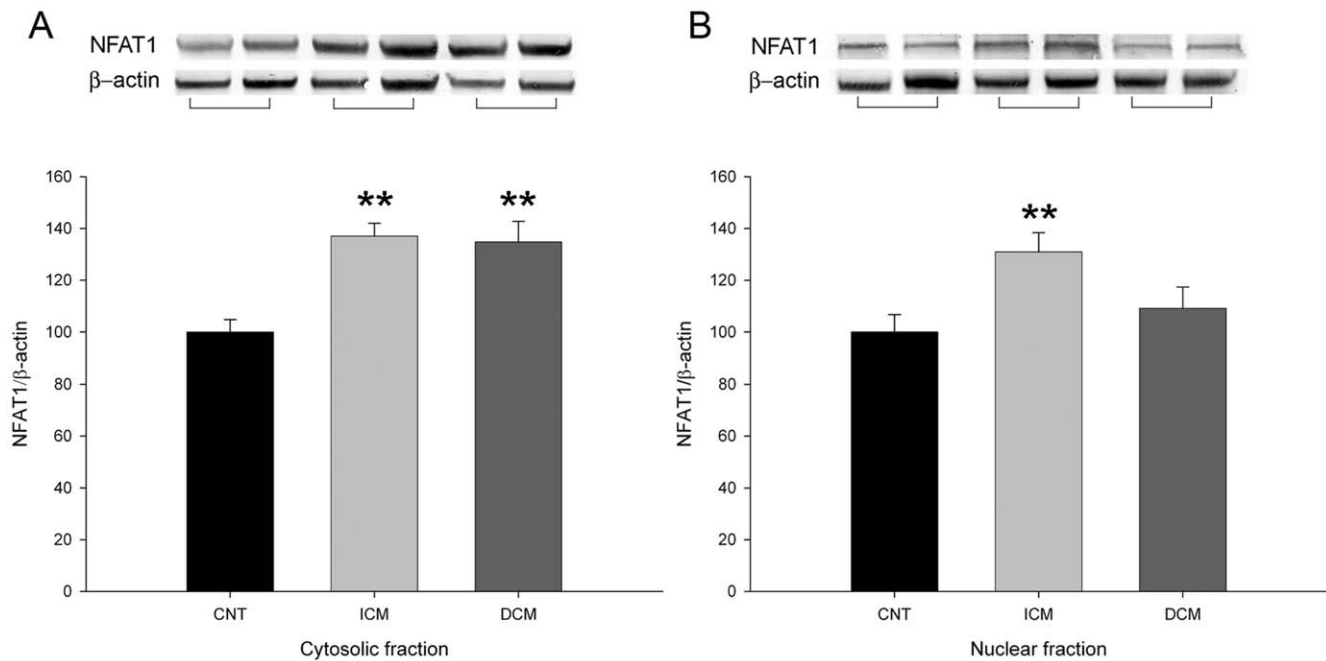 A
NFAT1
β–actin
160
140
120
100
80
60
40
20
0
NFAT1/β-actin
** **
CNT ICM DCM
Cytosolic fraction
B
NFAT1
β–actin
160
140
120
100
80
60
40
20
0
NFAT1/β-actin
**
CNT ICM DCM
Nuclear fraction